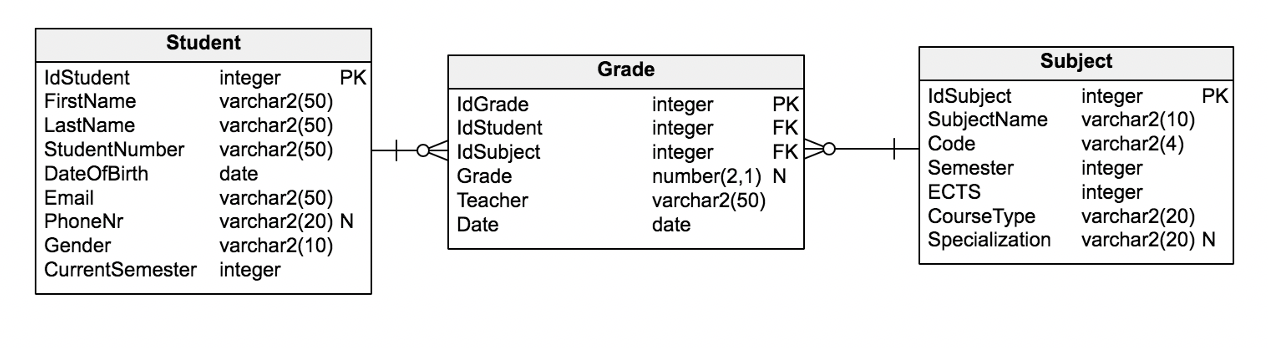 Student
IdStudent integer PK
FirstName varchar2(50)
LastName varchar2(50)
StudentNumber varchar2(50)
DateOfBirth date
Email varchar2(50)
PhoneNr varchar2(20) N
Gender varchar2(10)
CurrentSemester integer
Grade
IdGrade integer PK
IdStudent integer FK
IdSubject integer FK
Grade number(2,1) N
Teacher varchar2(50)
Date date
Subject
IdSubject integer PK
SubjectName varchar2(10)
Code varchar2(4)
Semester integer
ECTS integer
CourseType varchar2(20)
Specialization varchar2(20) N